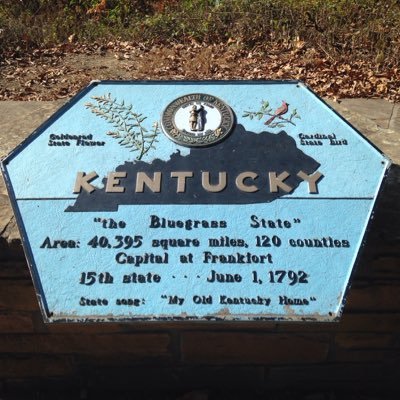 Goldenrod
State Flower
Cardinal
State Bird
KENTUCKY
"the Bluegrass State"
Area: 40,395 square miles, 120 counties
Capital at Frankfort
15th state · · · June 1, 1792
State song: "My Old Kentucky Home"